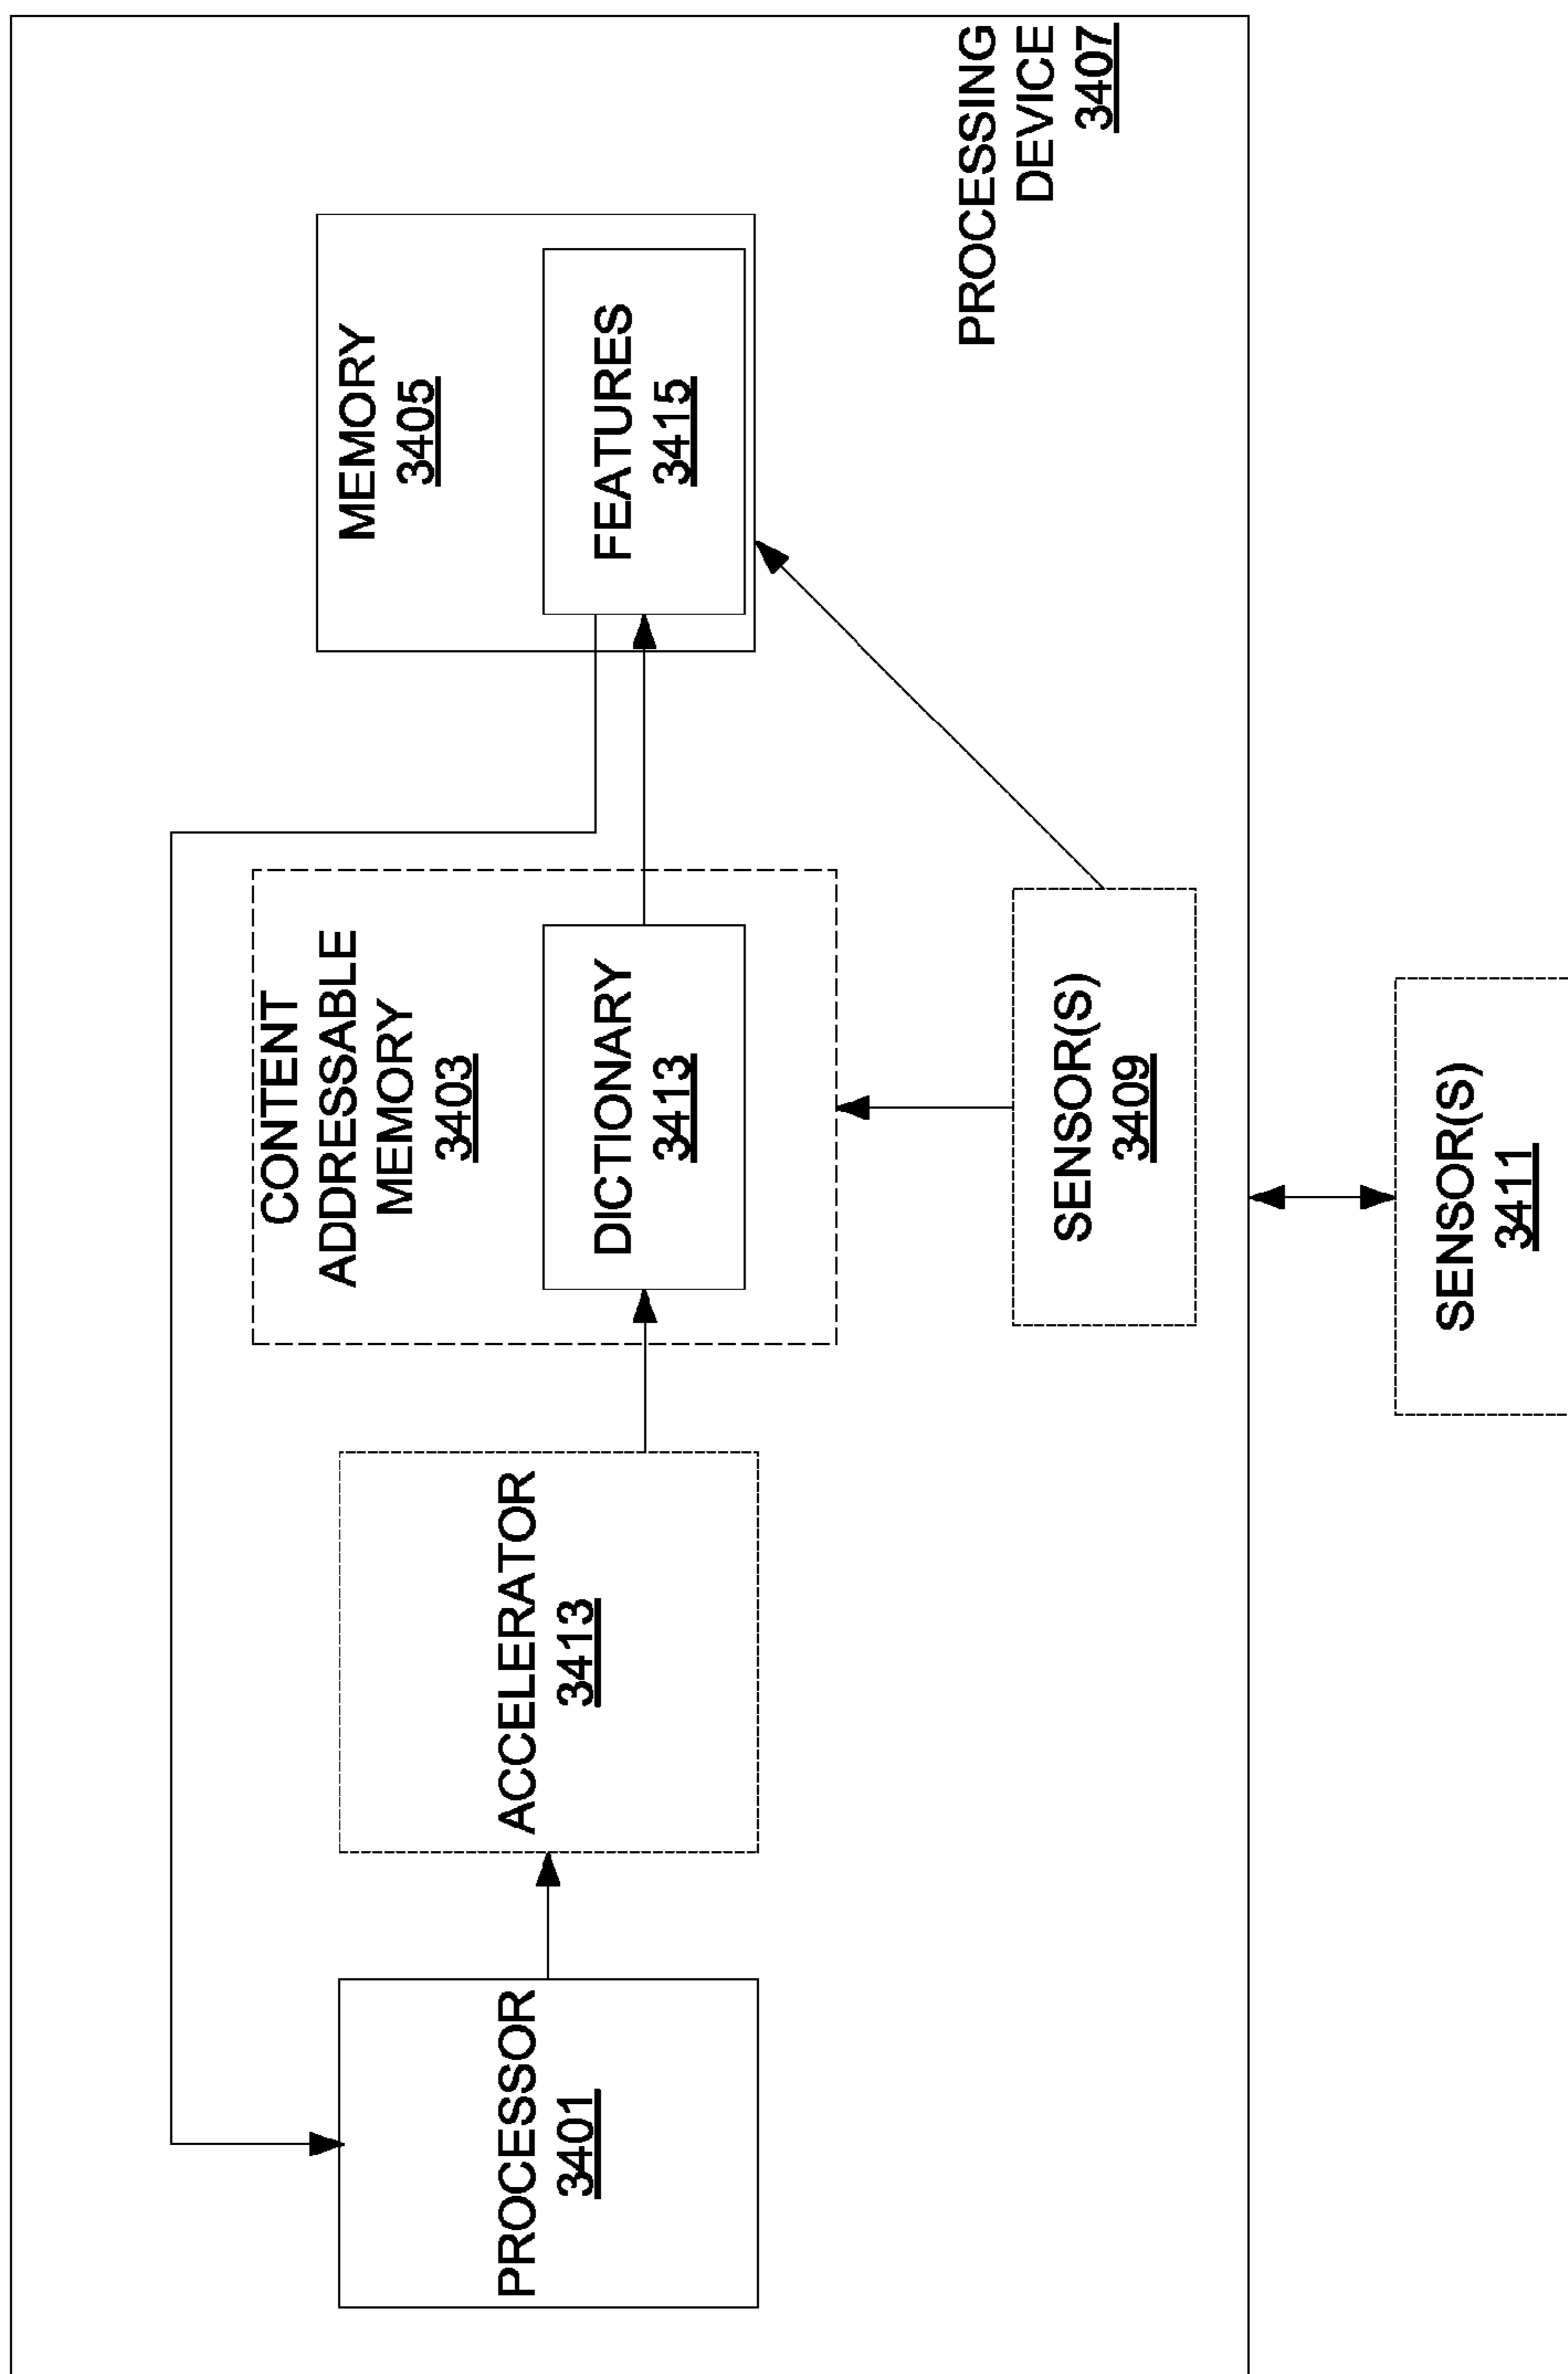 PROCESSOR
3401
ACCELERATOR
3413
CONTENT
ADDRESSABLE
MEMORY
3403
DICTIONARY
3413
MEMORY
3405
FEATURES
3415
SENSOR(S)
3409
PROCESSING
DEVICE
3407
SENSOR(S)
3411